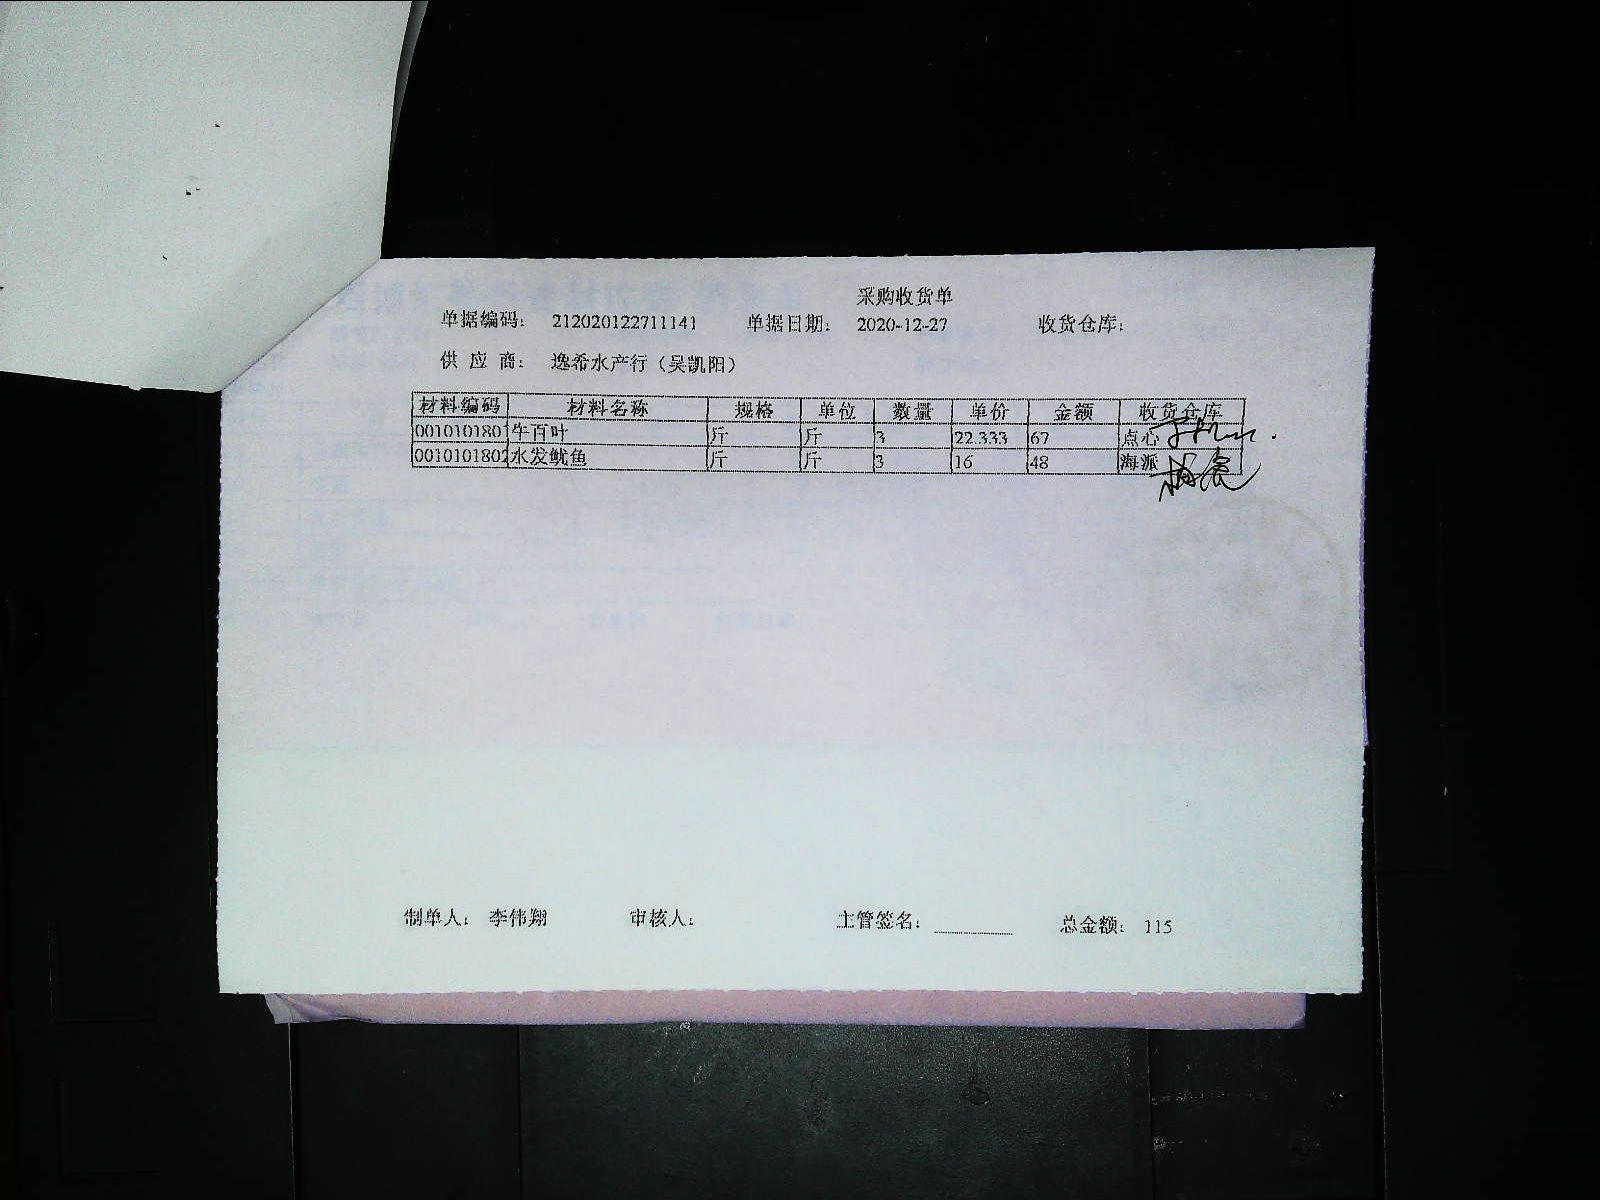 采购收货单
单据编码： 212020122711141 单据日期： 2020-12-27 收货仓库：
供 应 商： 逸希水产行（吴凯阳）
材料编码 材料名称 规格 单位 数量 单价 金额 收货仓库
001010180 牛百叶 斤 斤 3 22.333 67 点心
0010101802 水发鱿鱼 斤 斤 3 16 48 海派
制单人： 李伟翔 审核人： 主管签名： 总金额： 115